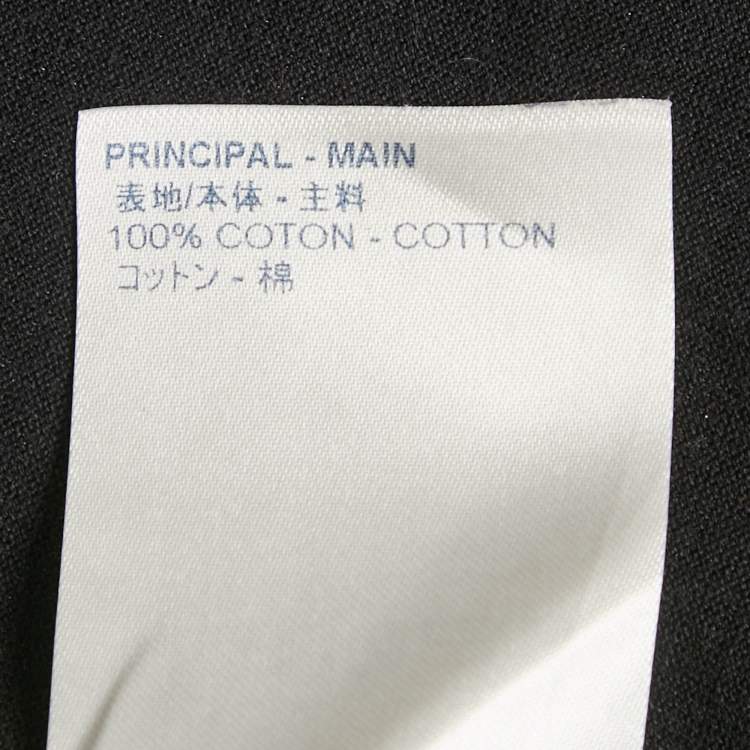 PRINCIPAL - MAIN
表地/本体 - 主料
100% COTON - COTTON
コットン - 棉